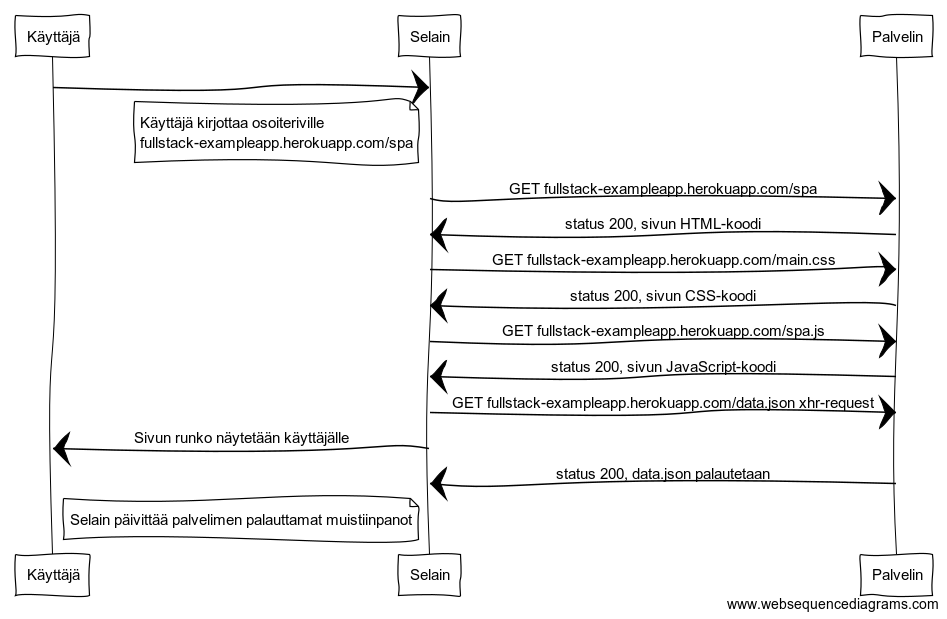 Käyttäjä
Selain
Palvelin
Käyttäjä kirjottaa osoiteriville
fullstack-exampleapp.herokuapp.com/spa
GET fullstack-exampleapp.herokuapp.com/spa
status 200, sivun HTML-koodi
GET fullstack-exampleapp.herokuapp.com/main.css
status 200, sivun CSS-koodi
GET fullstack-exampleapp.herokuapp.com/spa.js
status 200, sivun JavaScript-koodi
GET fullstack-exampleapp.herokuapp.com/data.json xhr-request
Sivun runko näytetään käyttäjälle
status 200, data.json palautetaan
Selain päivittää palvelimen palauttamat muistiinpanot
Käyttäjä
Selain
Palvelin
www.websequencediagrams.com